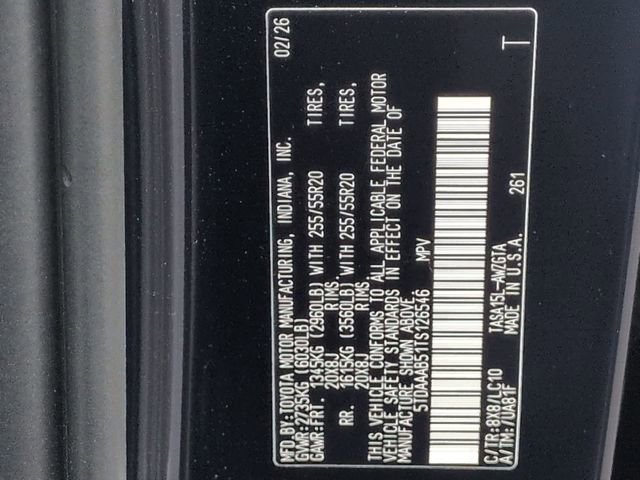 MFD.BY:TOYOTA MOTOR MANUFACTURING, INDIANA, INC. 02/26
GVWR:2735KG (6030LB)
GAWR:FRT. 1345KG (2960LB) WITH 255/55R20 TIRES,
20X8J RIMS.
RR. 1615KG (3560LB) WITH 255/55R20 TIRES,
20X8J RIMS.
THIS VEHICLE CONFORMS TO ALL APPLICABLE FEDERAL MOTOR
VEHICLE SAFETY STANDARDS IN EFFECT ON THE DATE OF
MANUFACTURE SHOWN ABOVE.
5TDAAAB51TS126546 MPV
C/TR:8X8/LC10 TASA15L-AWZGTA T
A/TM:/UA81F MADE IN U.S.A. 261